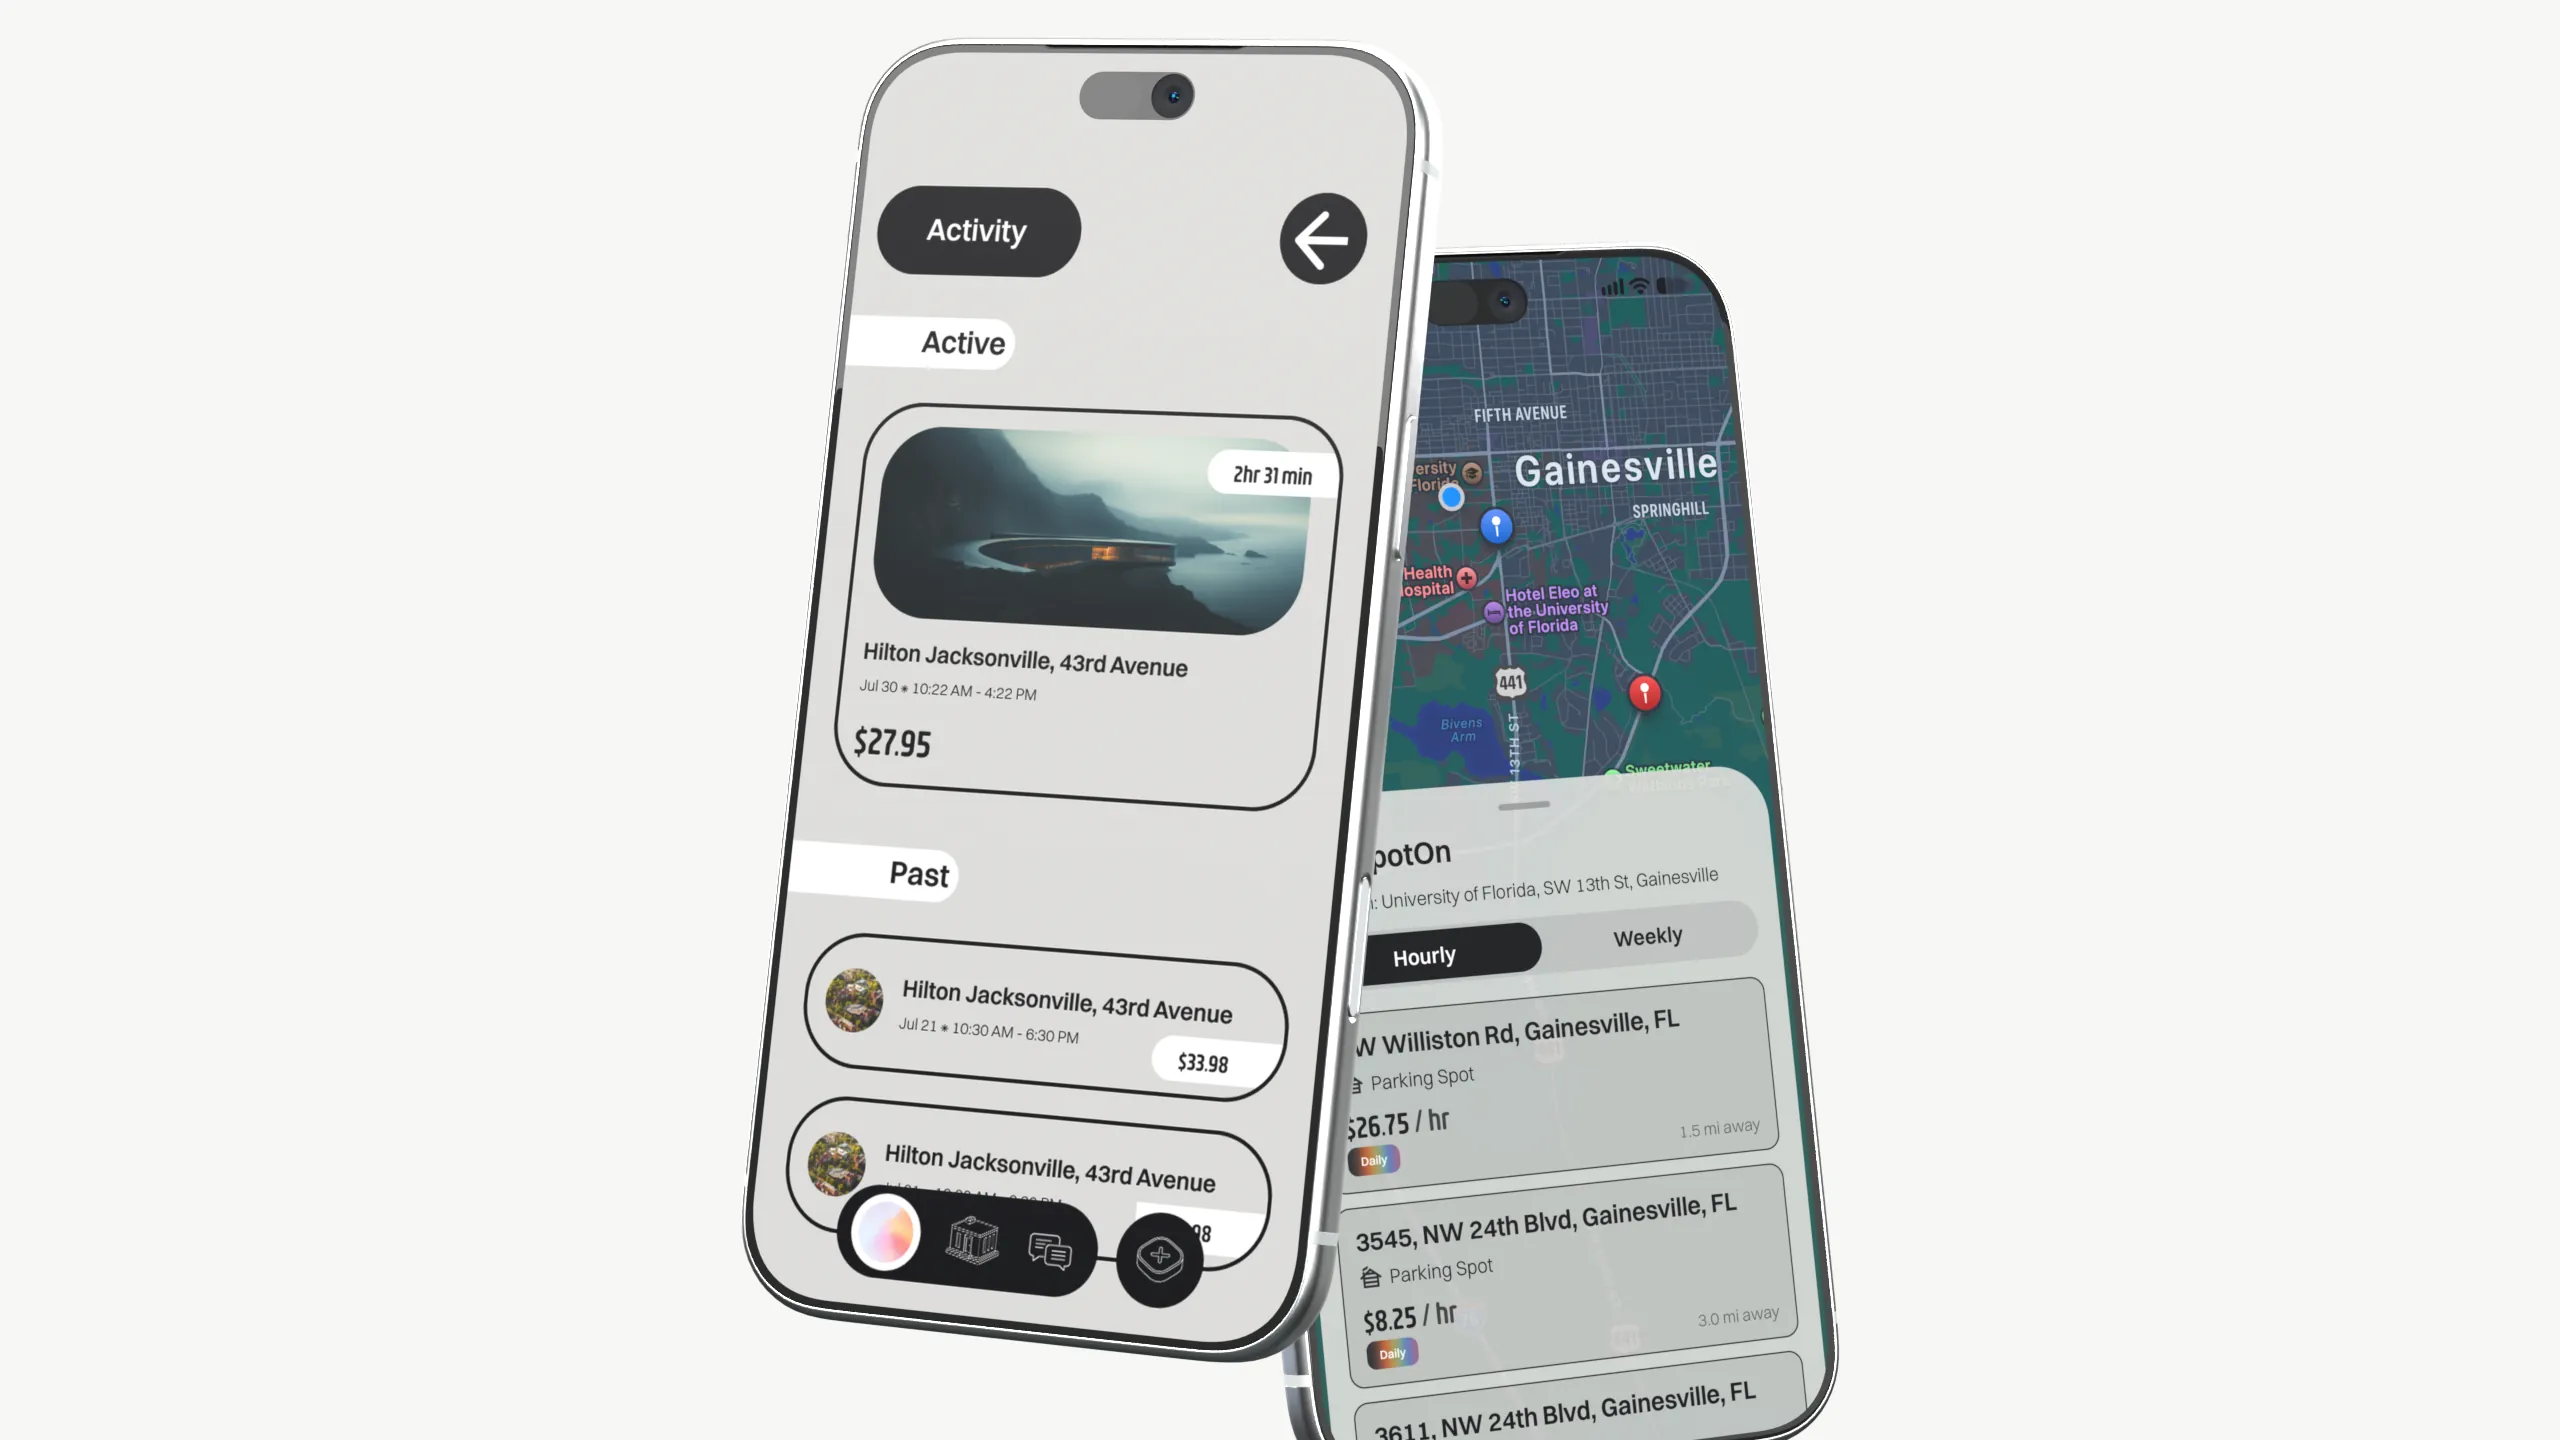 Activity
Active
2hr 31 min
Hilton Jacksonville, 43rd Avenue
Jul 30 • 10:22 AM - 4:22 PM
$27.95
Past
Hilton Jacksonville, 43rd Avenue
Jul 21 • 10:30 AM - 6:30 PM
$33.98
Hilton Jacksonville, 43rd Avenue
98
FIFTH AVENUE
Gainesville
ersity
Florida
SPRINGHILL
Health
ospital
Hotel Eleo at
the University
of Florida
441
13TH ST
Bivens
Arm
Sweetwater
potOn
: University of Florida, SW 13th St, Gainesville
Hourly
Weekly
W Williston Rd, Gainesville, FL
Parking Spot
$26.75 / hr
1.5 mi away
Daily
3545, NW 24th Blvd, Gainesville, FL
Parking Spot
$8.25 / hr
3.0 mi away
Daily
3611, NW 24th Blvd, Gainesville, FL